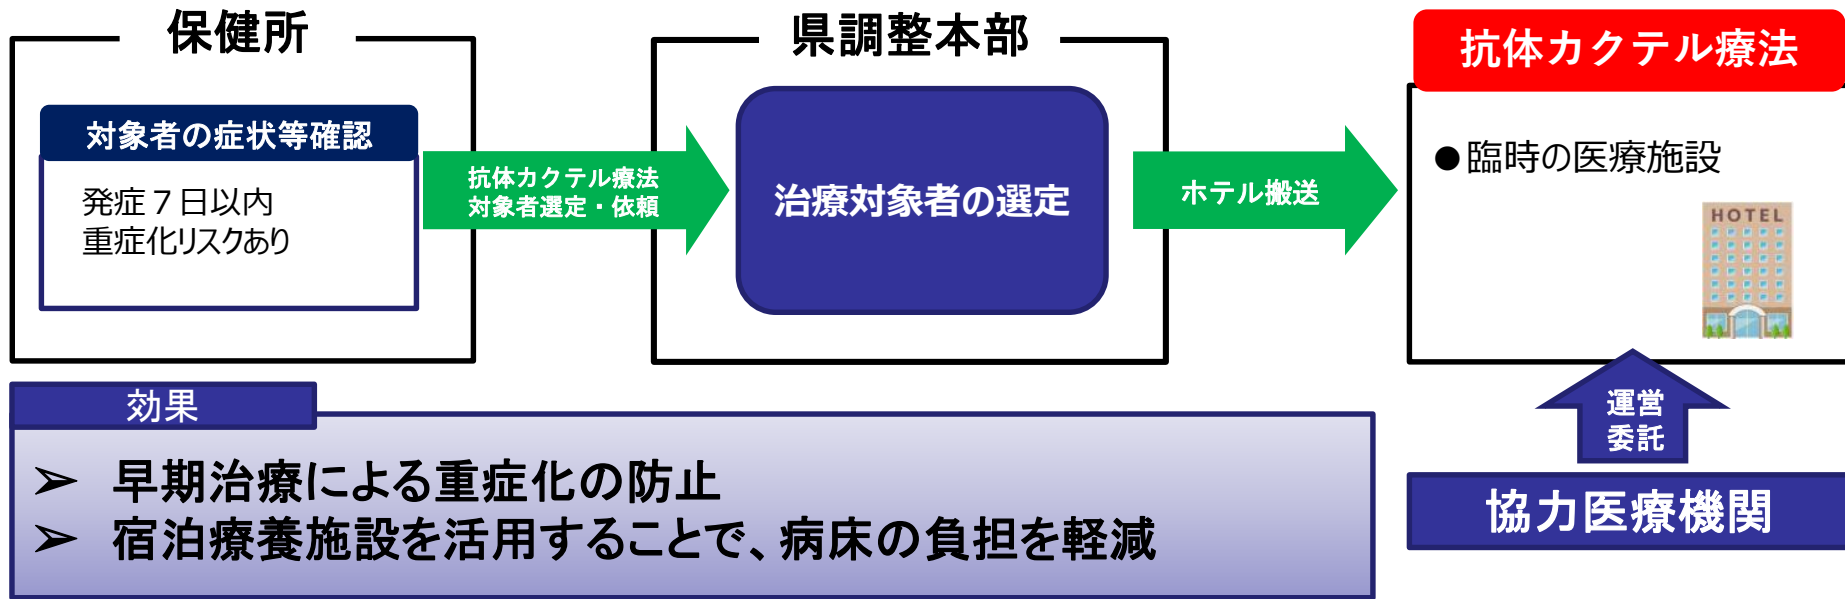 保健所
対象者の症状等確認
発症７日以内
重症化リスクあり
抗体カクテル療法
対象者選定・依頼
県調整本部
治療対象者の選定
ホテル搬送
抗体カクテル療法
●臨時の医療施設
HOTEL
運営
委託
協力医療機関
効果
➢ 早期治療による重症化の防止
➢ 宿泊療養施設を活用することで、病床の負担を軽減